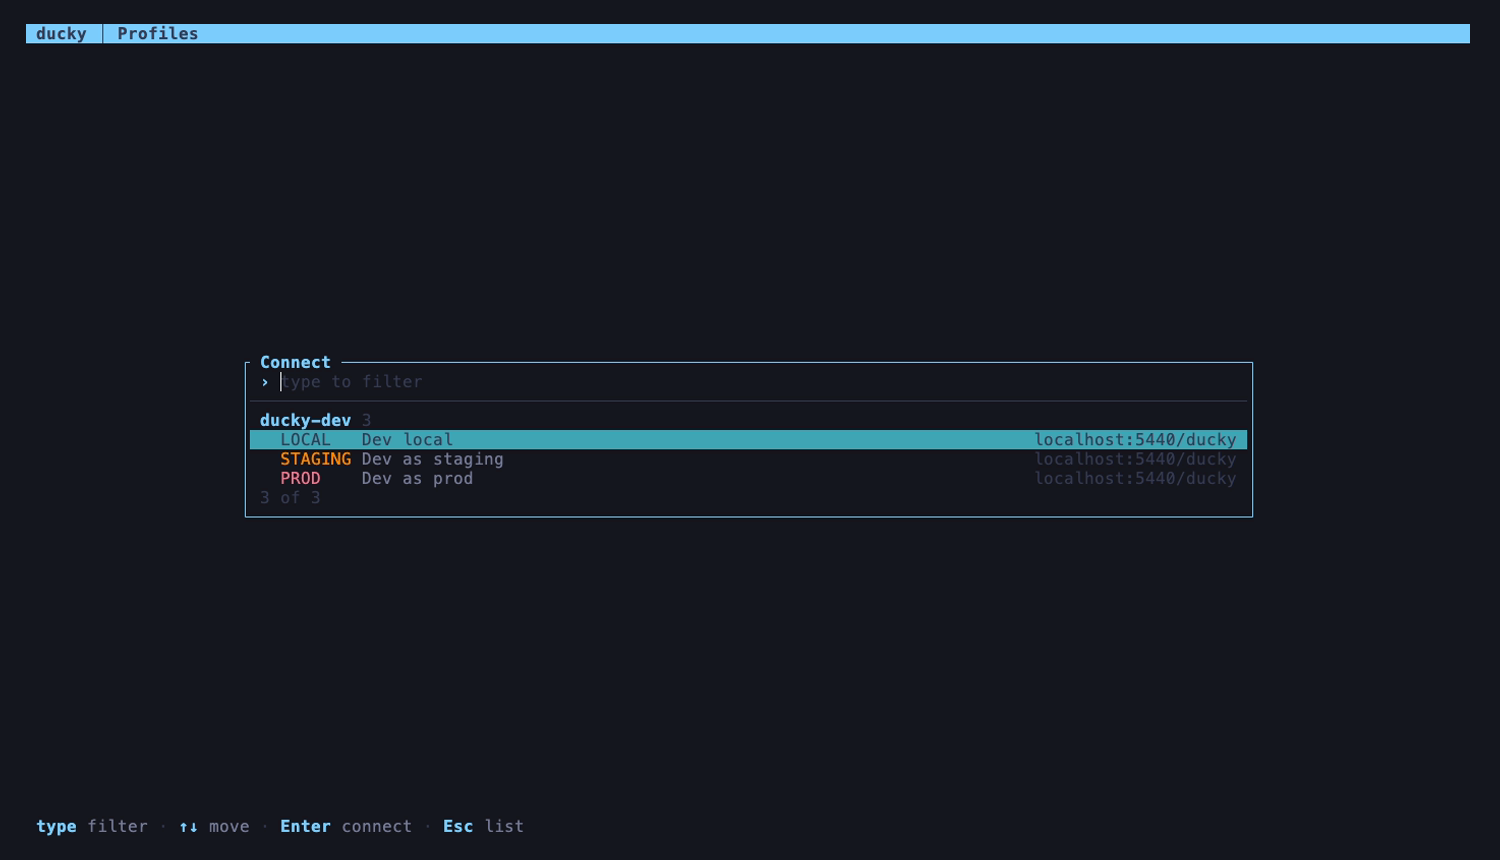 ducky │ Profiles
Connect
› type to filter
ducky-dev 3
LOCAL Dev local localhost:5440/ducky
STAGING Dev as staging localhost:5440/ducky
PROD Dev as prod localhost:5440/ducky
3 of 3
type filter · ↑↓ move · Enter connect · Esc list